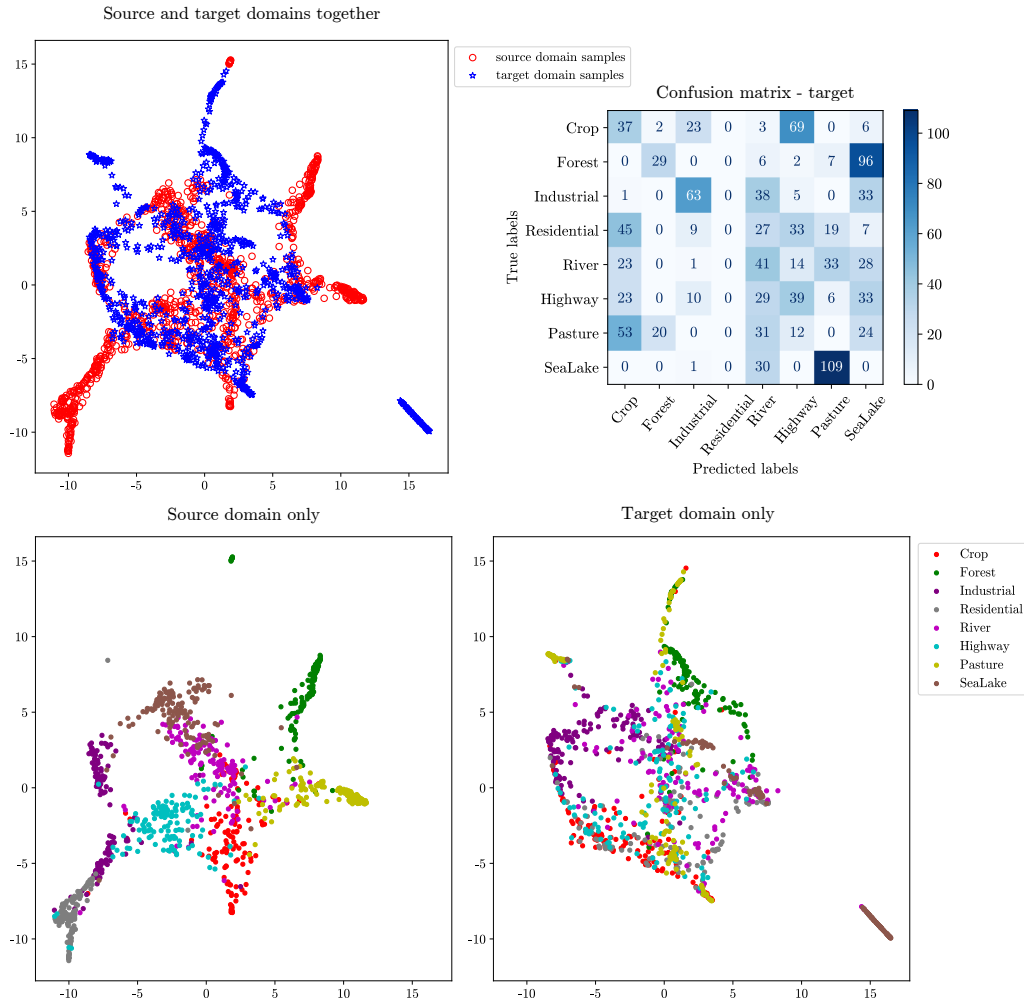 Source and target domains together
15
10
5
0
-5
-10
-10 -5 0 5 10 15
source domain samples
target domain samples
Confusion matrix - target
Crop 37 2 23 0 3 69 0 6
Forest 0 29 0 0 6 2 7 96
Industrial 1 0 63 0 38 5 0 33
Residential 45 0 9 0 27 33 19 7
River 23 0 1 0 41 14 33 28
Highway 23 0 10 0 29 39 6 33
Pasture 53 20 0 0 31 12 0 24
SeaLake 0 0 1 0 30 0 109 0
True labels
Crop Forest Industrial Residential River Highway Pasture SeaLake
Predicted labels
100
80
60
40
20
0
Source domain only
15
10
5
0
-5
-10
-10 -5 0 5 10 15
Target domain only
15
10
5
0
-5
-10
-10 -5 0 5 10 15
Crop
Forest
Industrial
Residential
River
Highway
Pasture
SeaLake